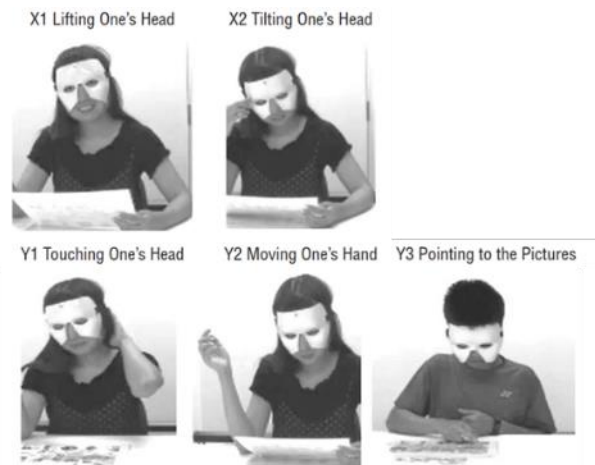 X1 Lifting One's Head
X2 Tilting One's Head
Y1 Touching One's Head
Y2 Moving One's Hand
Y3 Pointing to the Pictures